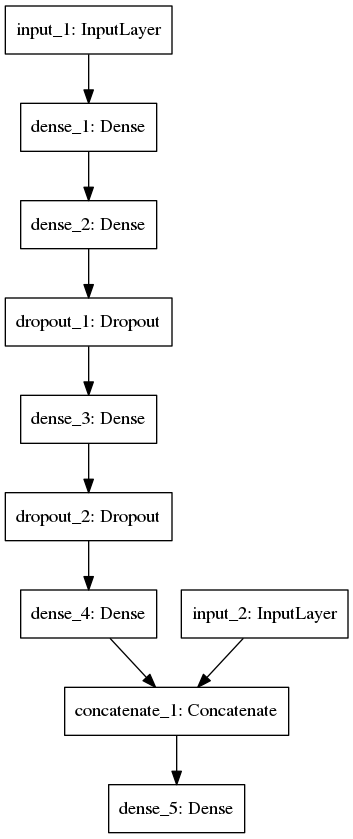 input_1: InputLayer
dense_1: Dense
dense_2: Dense
dropout_1: Dropout
dense_3: Dense
dropout_2: Dropout
dense_4: Dense
input_2: InputLayer
concatenate_1: Concatenate
dense_5: Dense